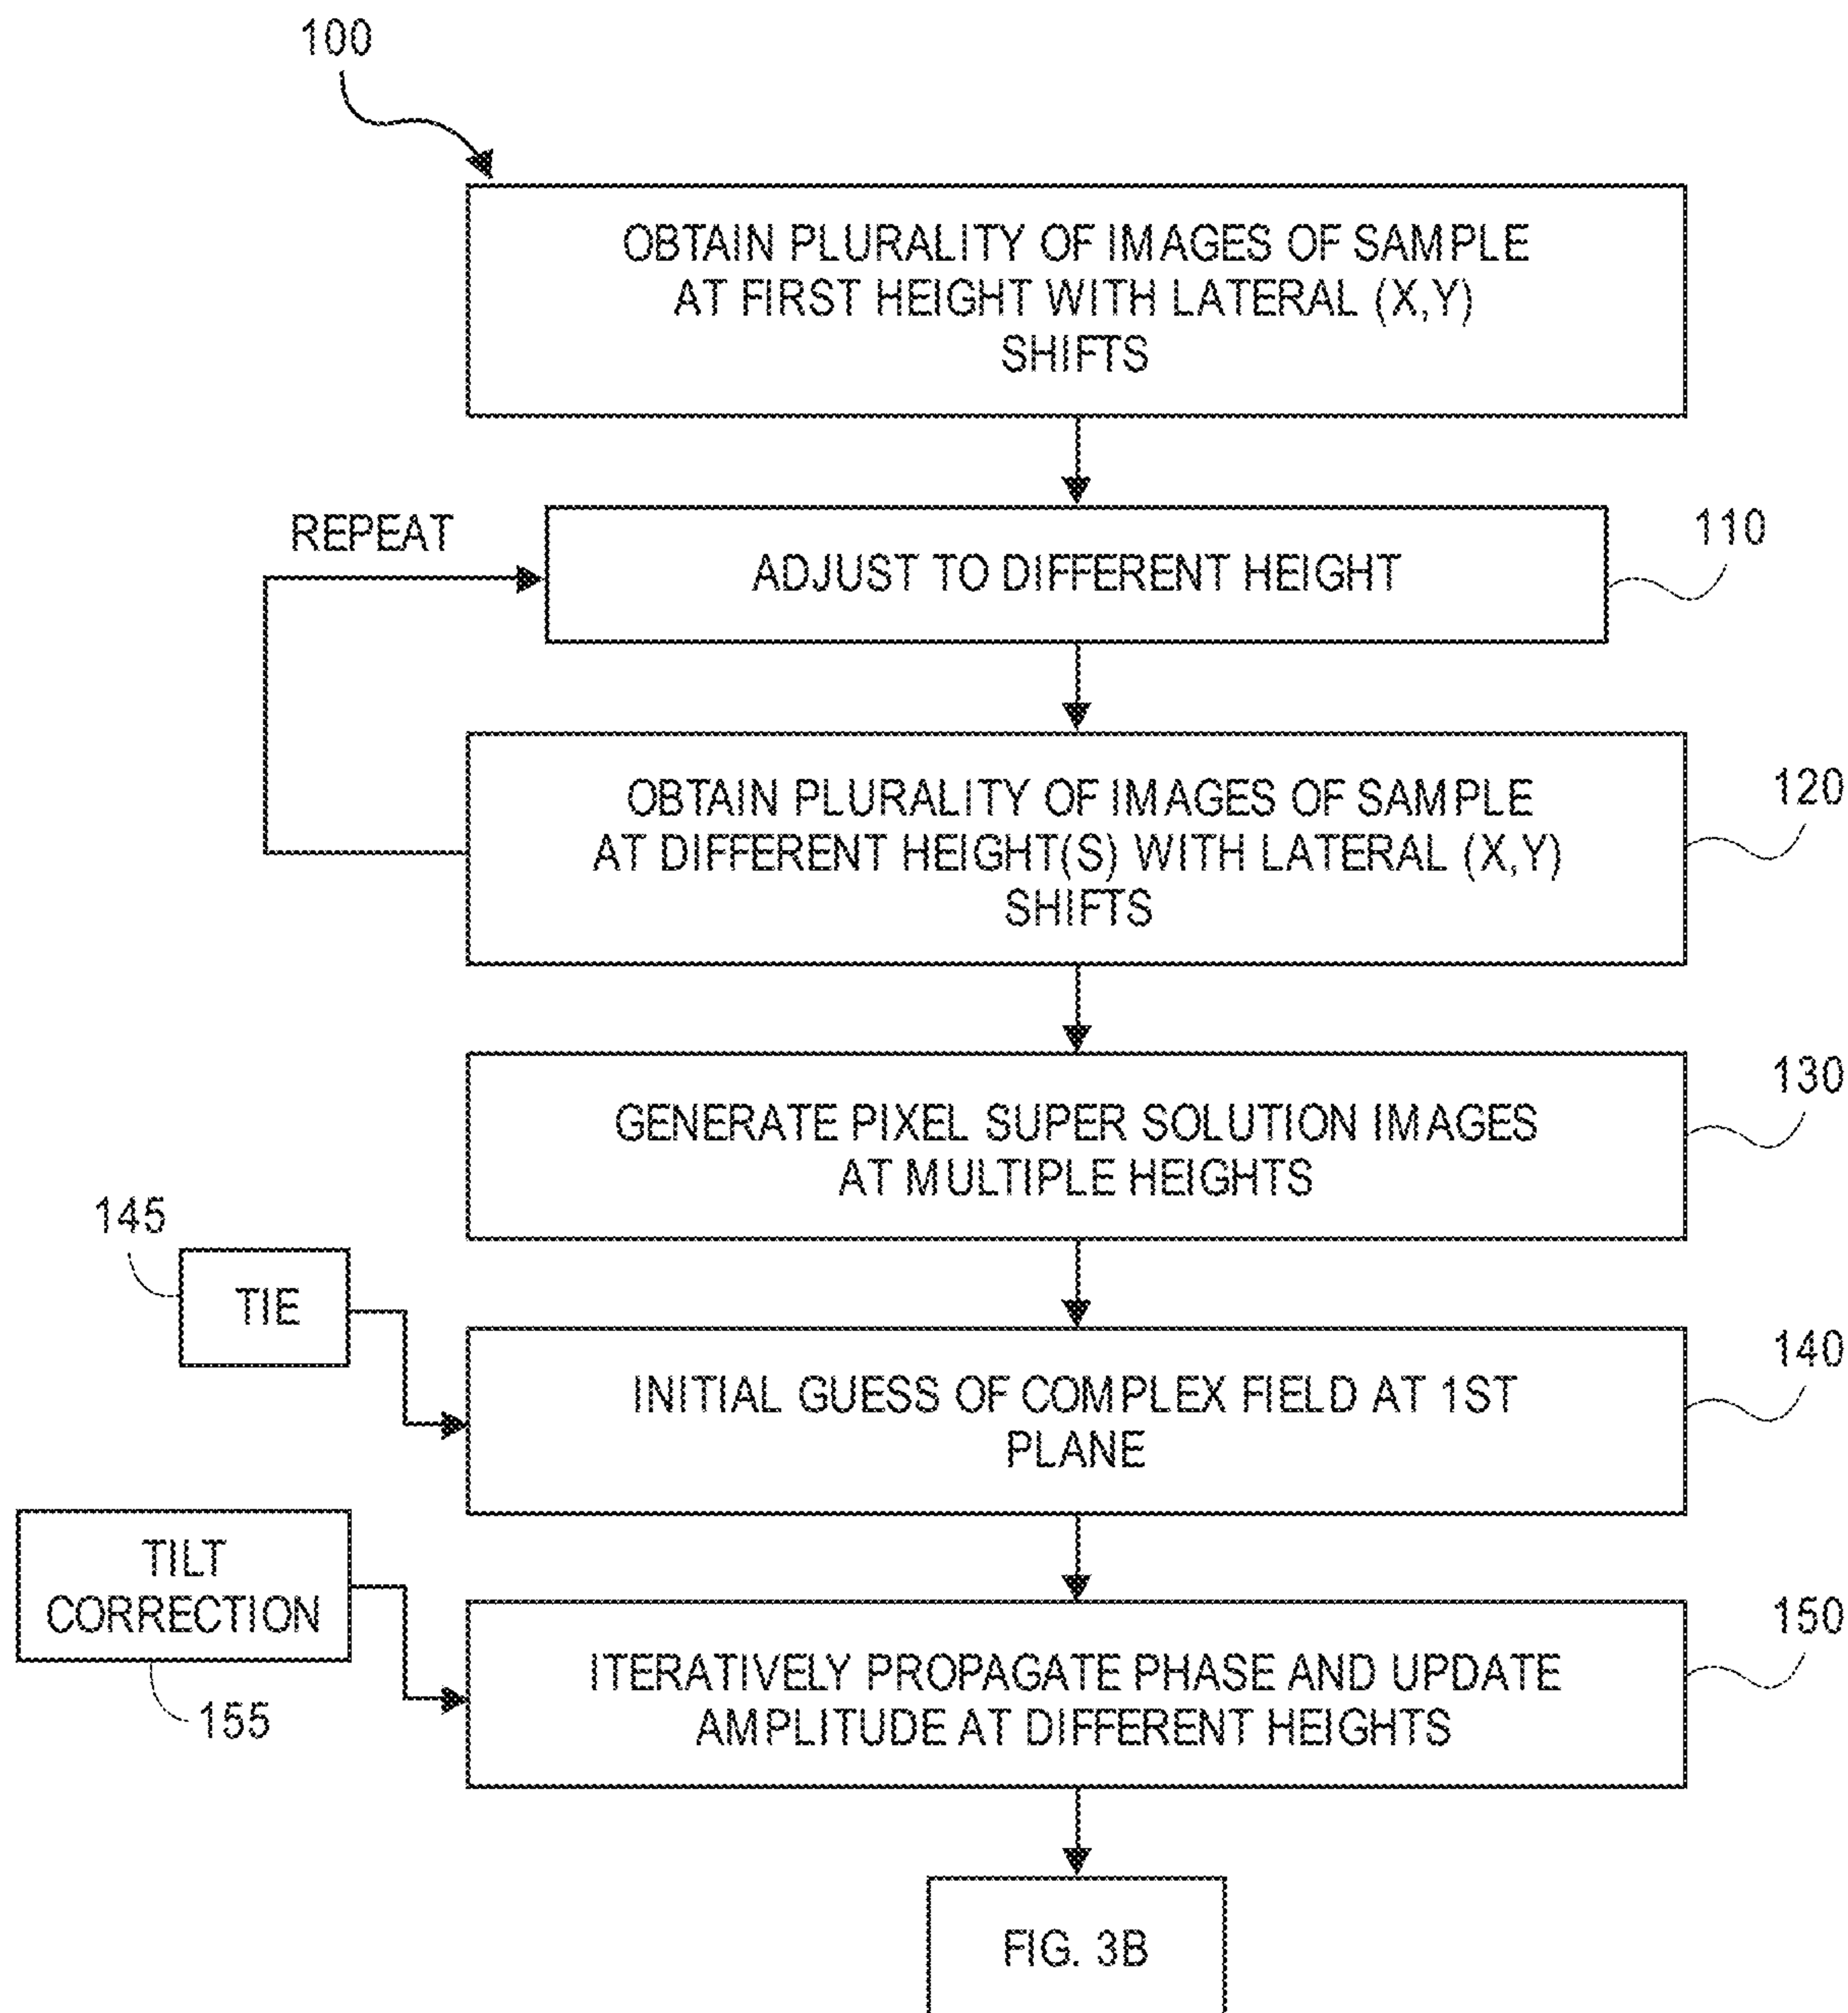 100
OBTAIN PLURALITY OF IMAGES OF SAMPLE
AT FIRST HEIGHT WITH LATERAL (X,Y)
SHIFTS
REPEAT
ADJUST TO DIFFERENT HEIGHT
110
OBTAIN PLURALITY OF IMAGES OF SAMPLE
AT DIFFERENT HEIGHT(S) WITH LATERAL (X,Y)
SHIFTS
120
GENERATE PIXEL SUPER SOLUTION IMAGES
AT MULTIPLE HEIGHTS
130
145
TIE
INITIAL GUESS OF COMPLEX FIELD AT 1ST
PLANE
140
TILT
CORRECTION
155
ITERATIVELY PROPAGATE PHASE AND UPDATE
AMPLITUDE AT DIFFERENT HEIGHTS
150
FIG. 3B